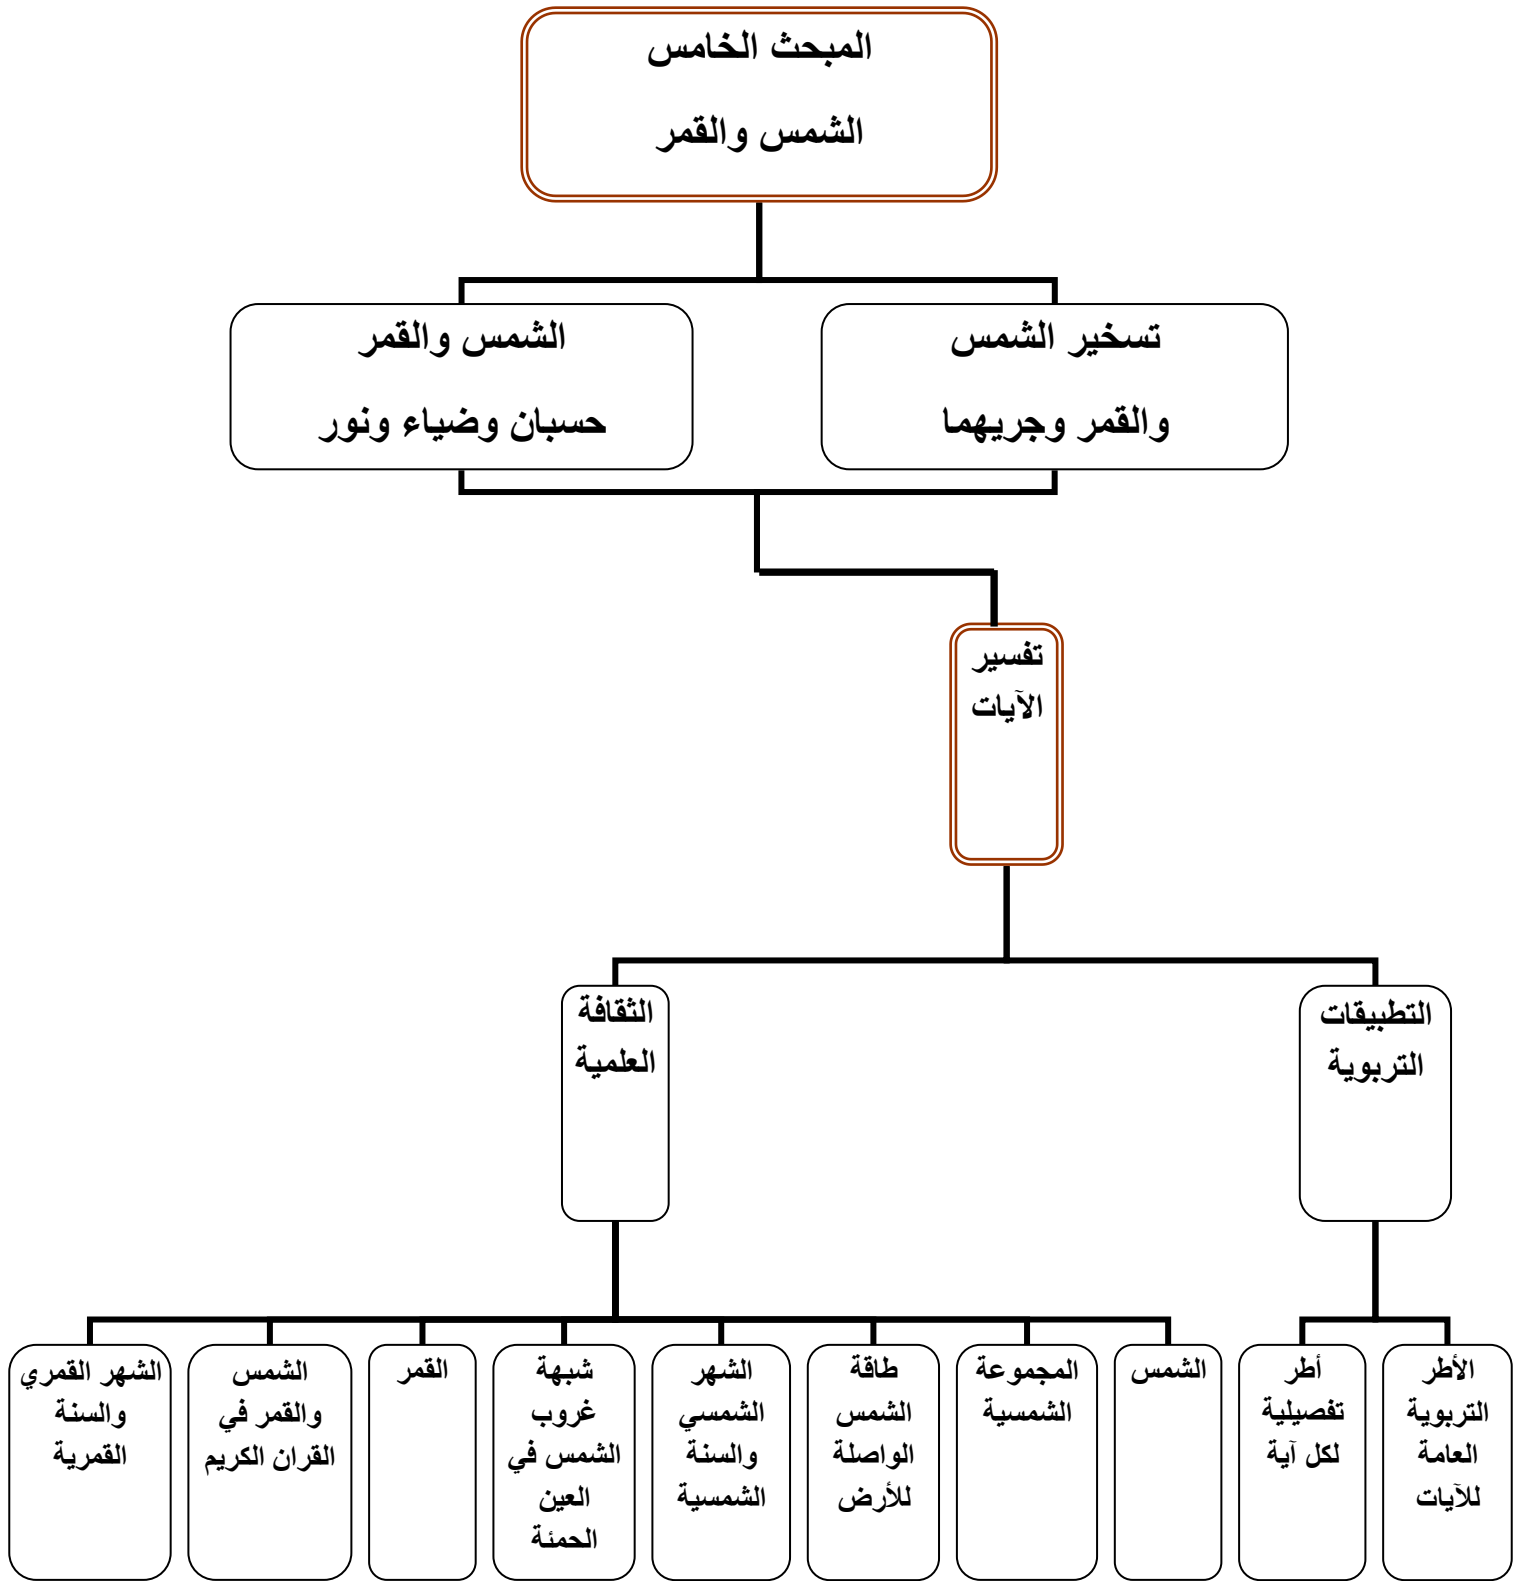 المبحث الخامس
الشمس والقمر
تسخير الشمس
والقمر وجريهما
الشمس والقمر
حسبان وضياء ونور
تفسير
الآيات
التطبيقات
التربوية
الثقافة
العلمية
الأطر
التربوية
العامة
للآيات
أطر
تفصيلية
لكل آية
الشمس
المجموعة
الشمسية
طاقة
الشمس
الواصلة
للأرض
الشهر
الشمسي
والسنة
الشمسية
شبهة
غروب
الشمس في
العين
الحمئة
القمر
الشمس
والقمر في
القران الكريم
الشهر القمري
والسنة
القمرية